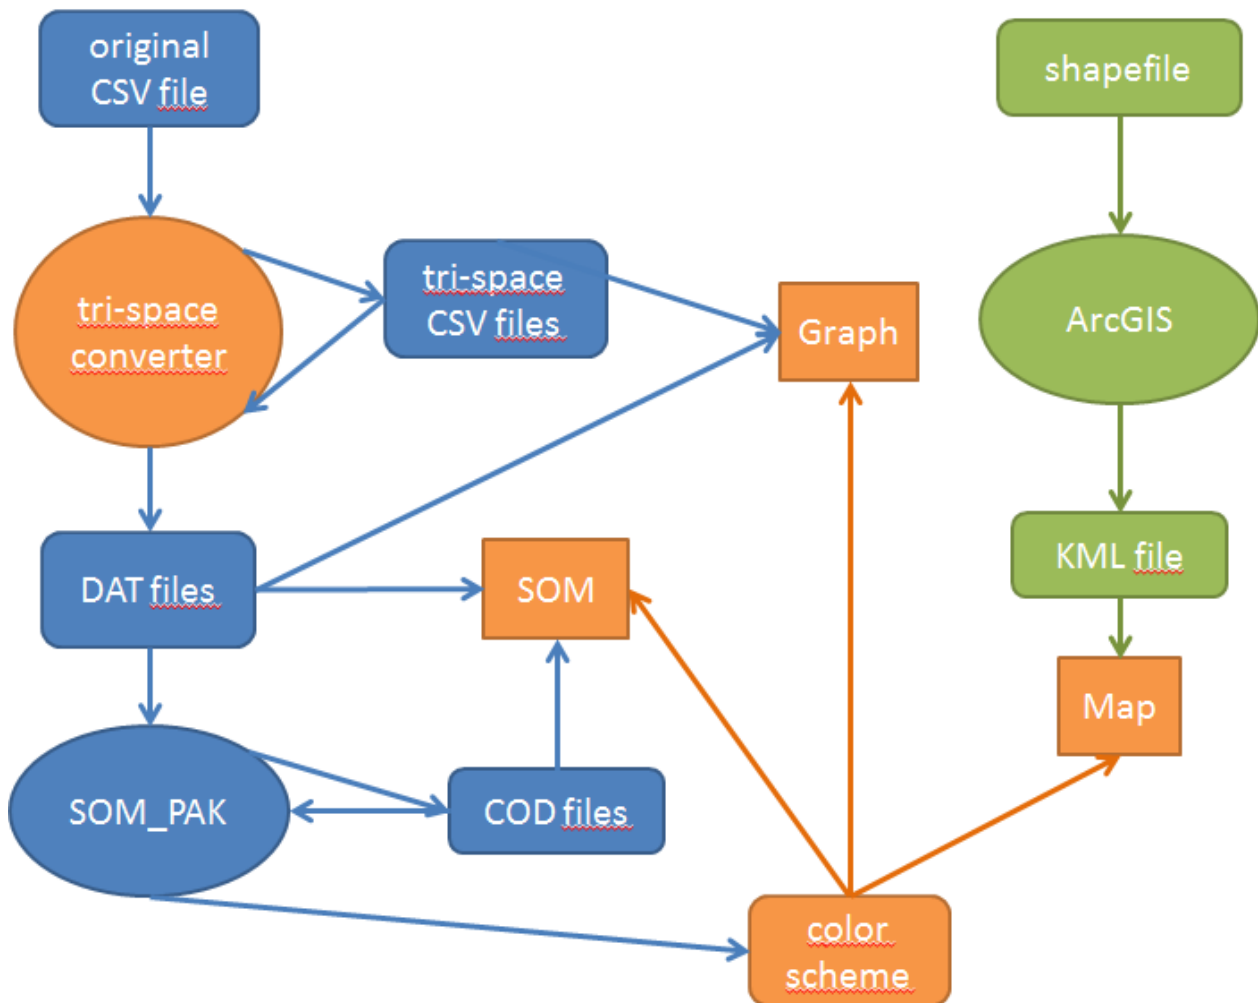 original
CSV file
shapefile
tri-space
converter
tri-space
CSV files
Graph
ArcGIS
DAT files
SOM
KML file
Map
SOM_PAK
COD files
color
scheme